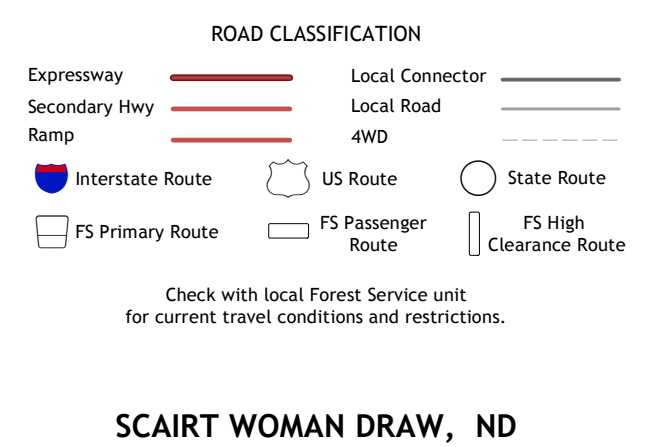 ROAD CLASSIFICATION
Expressway
Secondary Hwy
Ramp
Local Connector
Local Road
4WD
Interstate Route
US Route
State Route
FS Primary Route
FS Passenger
Route
FS High
Clearance Route
Check with local Forest Service unit
for current travel conditions and restrictions.
SCAIRT WOMAN DRAW, ND